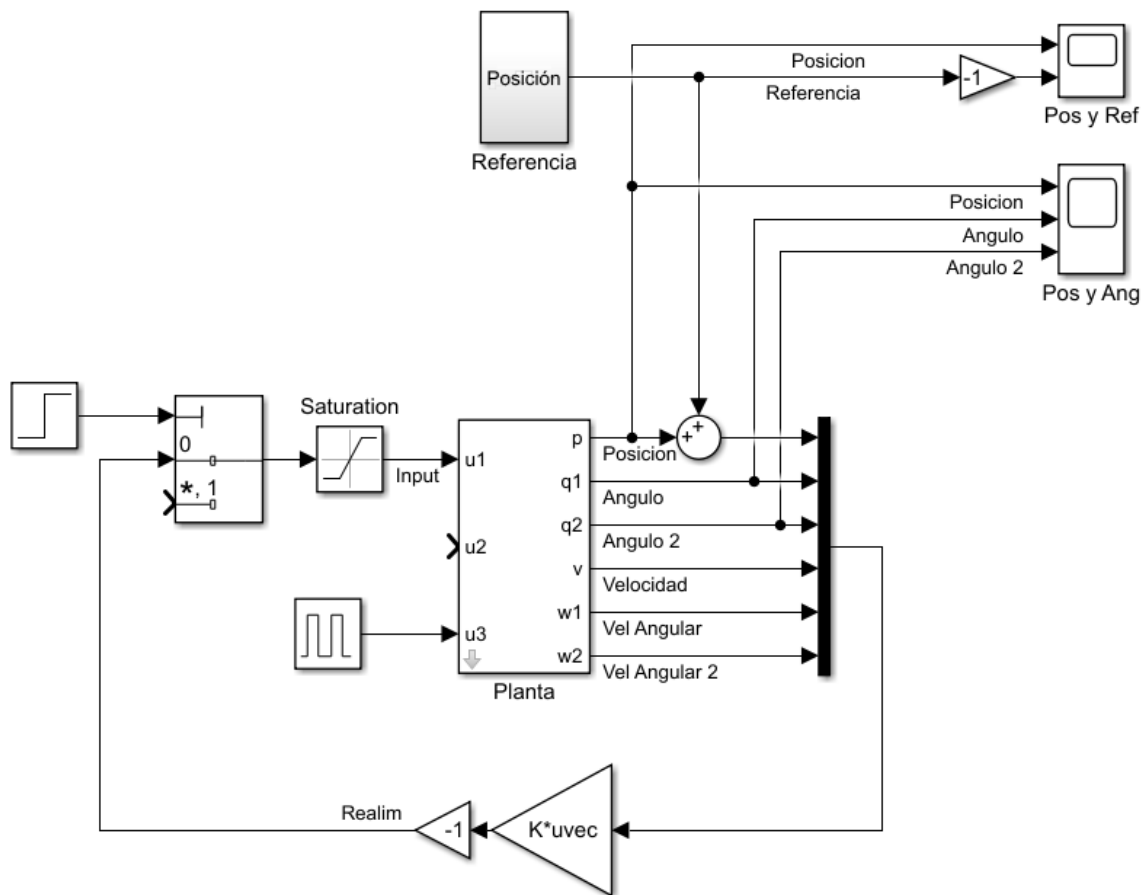 Posición
Referencia
Posicion
Referencia
-1
Pos y Ref
Posicion
Angulo
Angulo 2
Pos y Ang
0
*, 1
Saturation
Input
u1
u2
u3
p
q1
q2
v
w1
w2
Planta
Posicion
Angulo
Angulo 2
Velocidad
Vel Angular
Vel Angular 2
+
+
Realim
-1
K*uvec